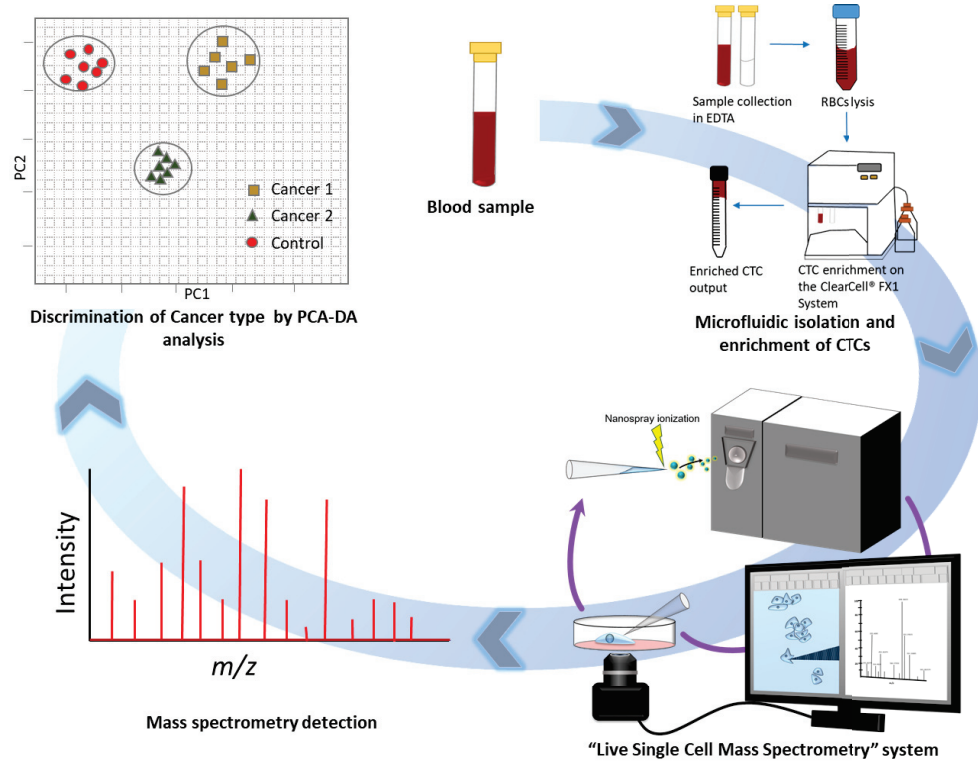 PC2
Cancer 1
Cancer 2
Control
PC1
Discrimination of Cancer type by PCA-DA
analysis
Blood sample
Sample collection
in EDTA
RBCs lysis
Enriched CTC
output
CTC enrichment on
the ClearCell® FX1
System
Microfluidic isolation and
enrichment of CTCs
Nanospray ionization
"Live Single Cell Mass Spectrometry" system
Intensity
m/z
Mass spectrometry detection